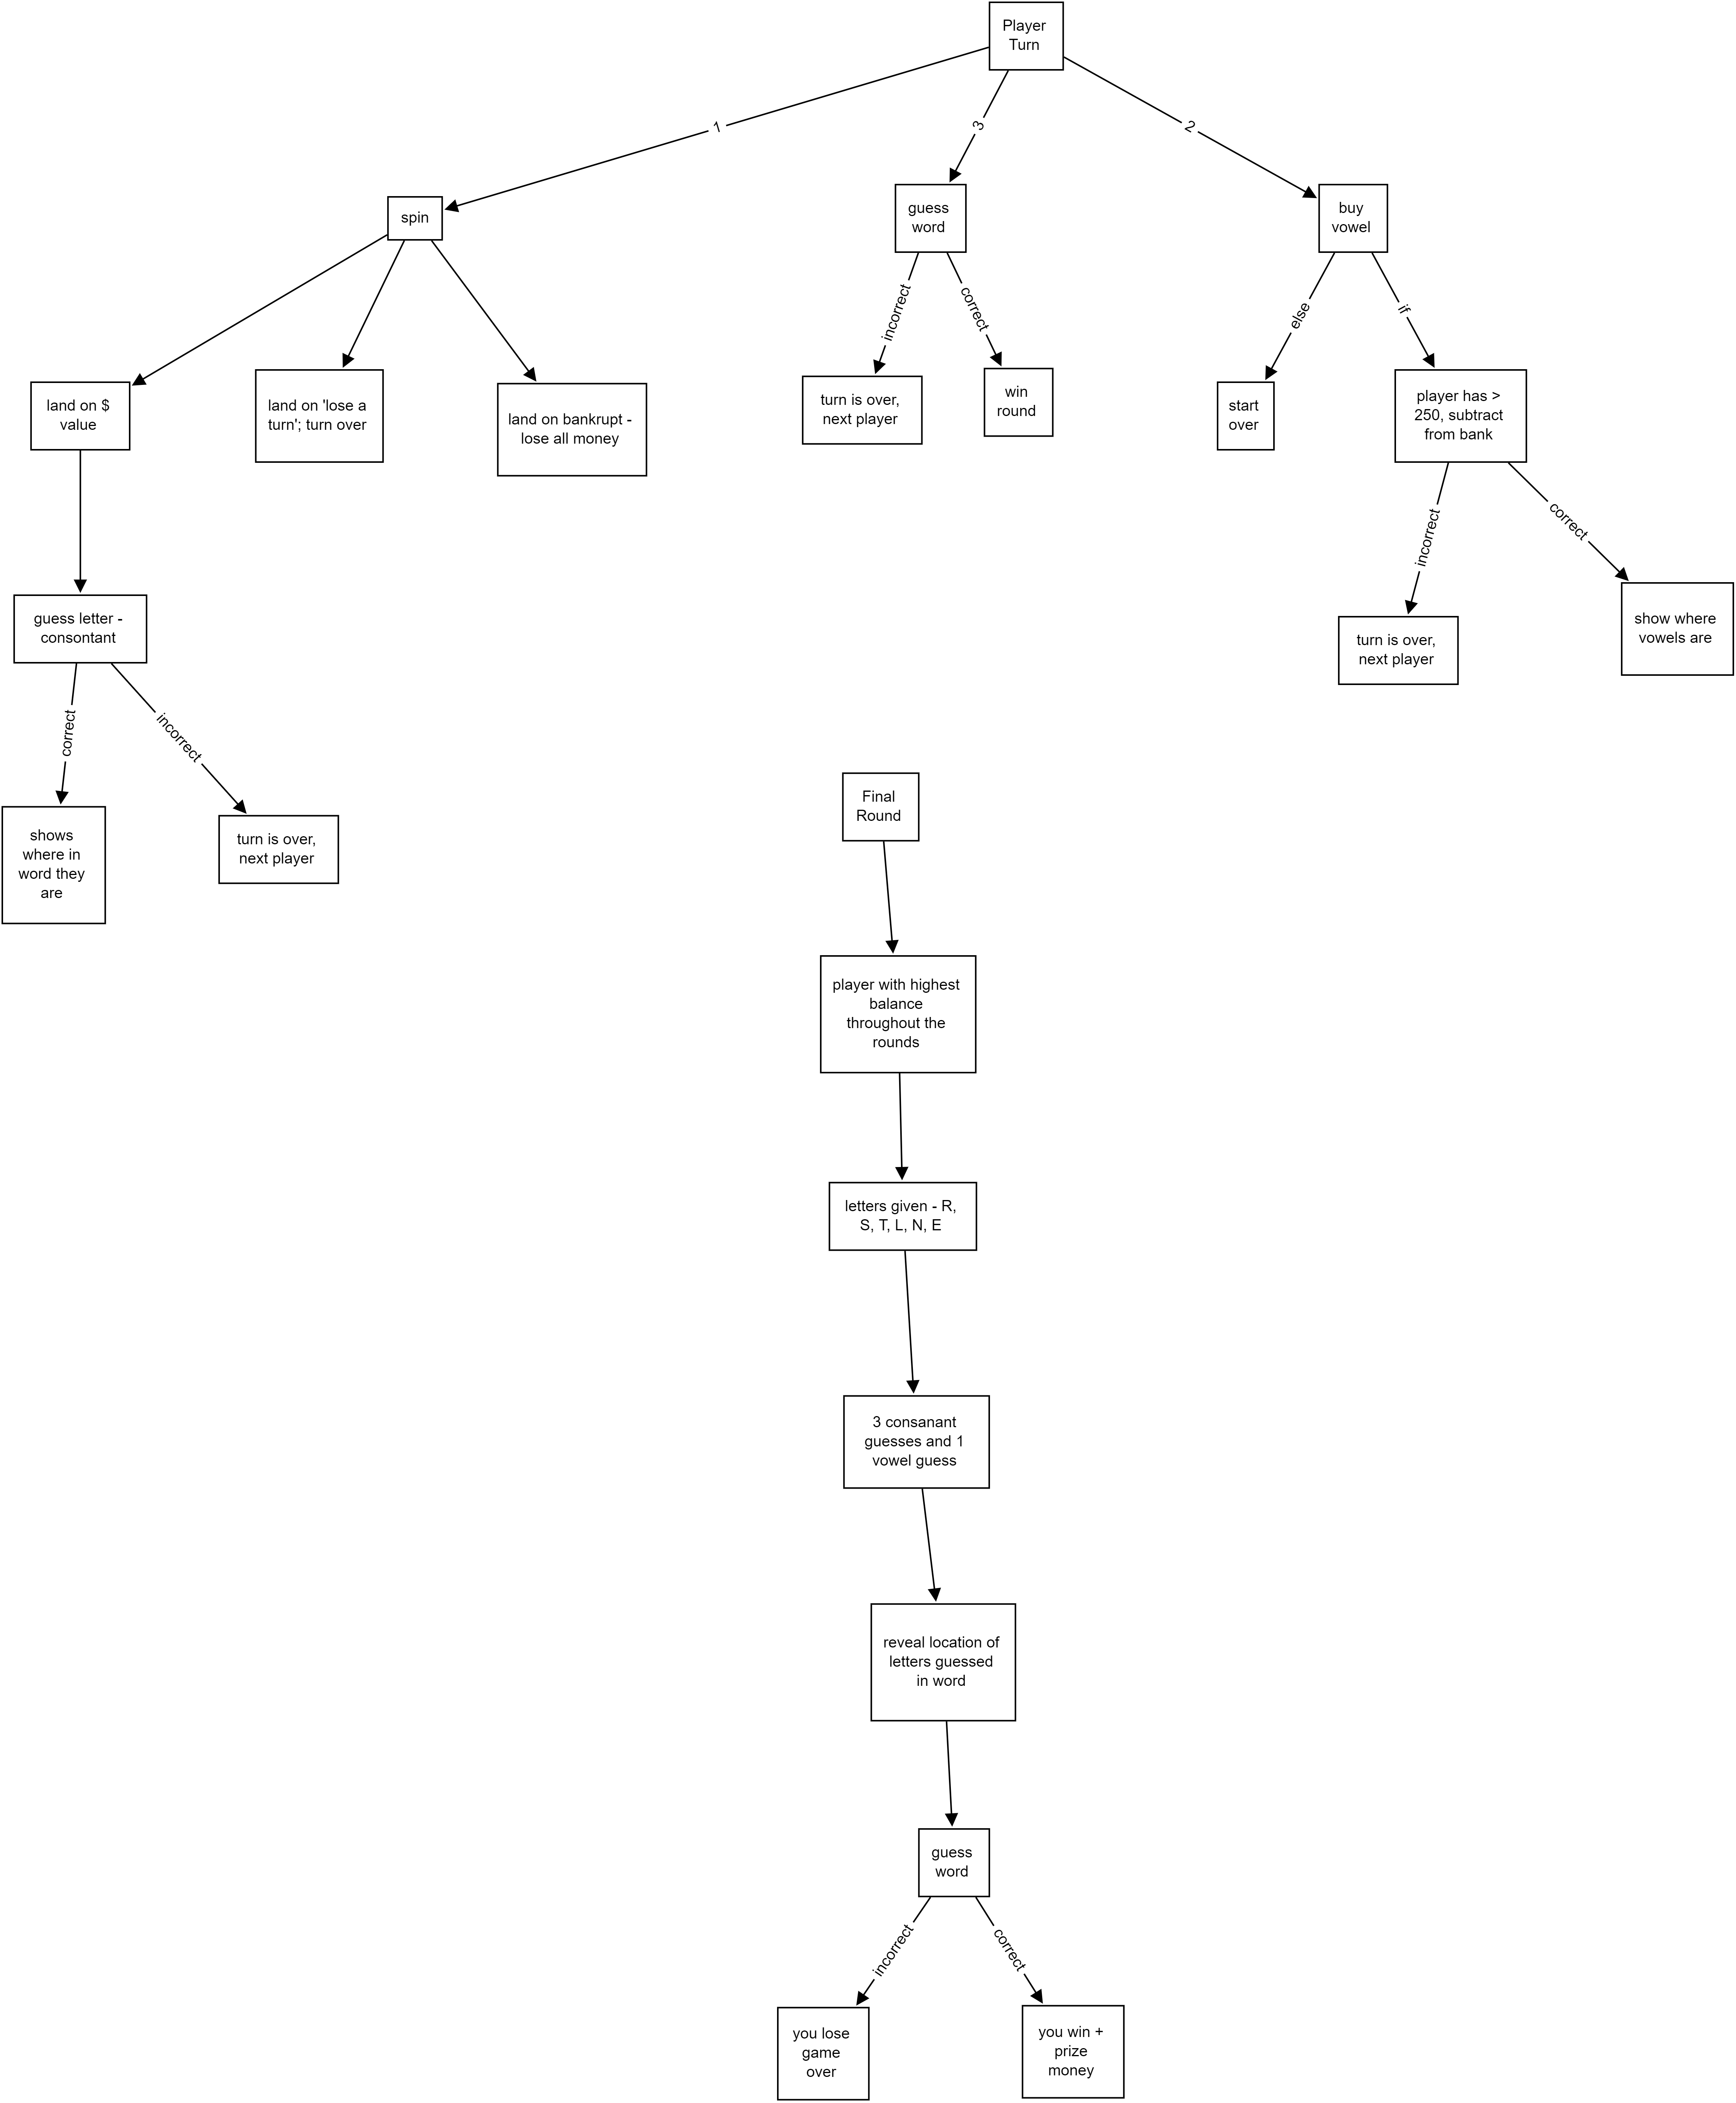 Player
Turn
1
3
2
spin
guess
word
buy
vowel
incorrect
correct
else
if
land on $
value
land on 'lose a
turn'; turn over
land on bankrupt -
lose all money
turn is over,
next player
win
round
start
over
player has >
250, subtract
from bank
incorrect
correct
guess letter -
consontant
turn is over,
next player
show where
vowels are
correct
incorrect
shows
where in
word they
are
turn is over,
next player
Final
Round
player with highest
balance
throughout the
rounds
letters given - R,
S, T, L, N, E
3 consanant
guesses and 1
vowel guess
reveal location of
letters guessed
in word
guess
word
incorrect
correct
you lose
game
over
you win +
prize
money